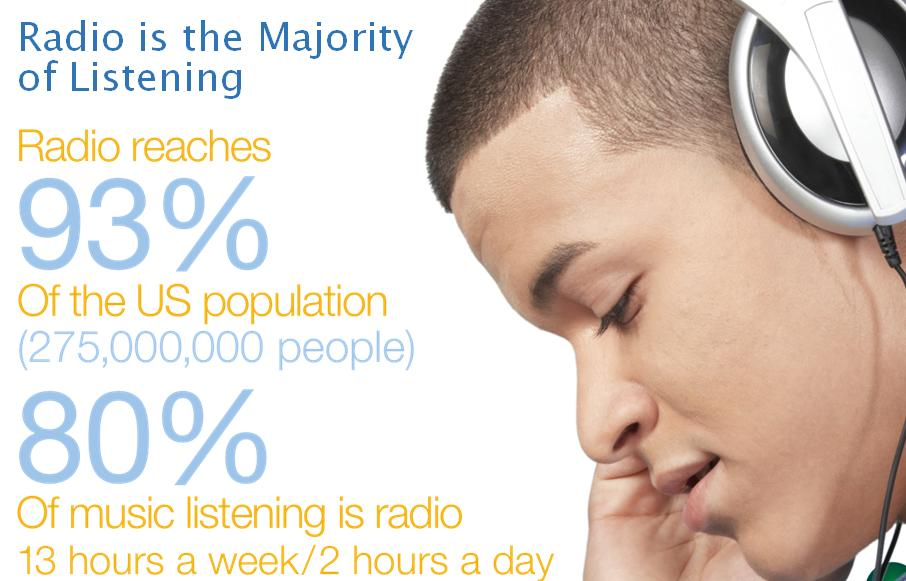 Radio is the Majority
of Listening
Radio reaches
93%
Of the US population
(275,000,000 people)
80%
Of music listening is radio
13 hours a week/2 hours a day